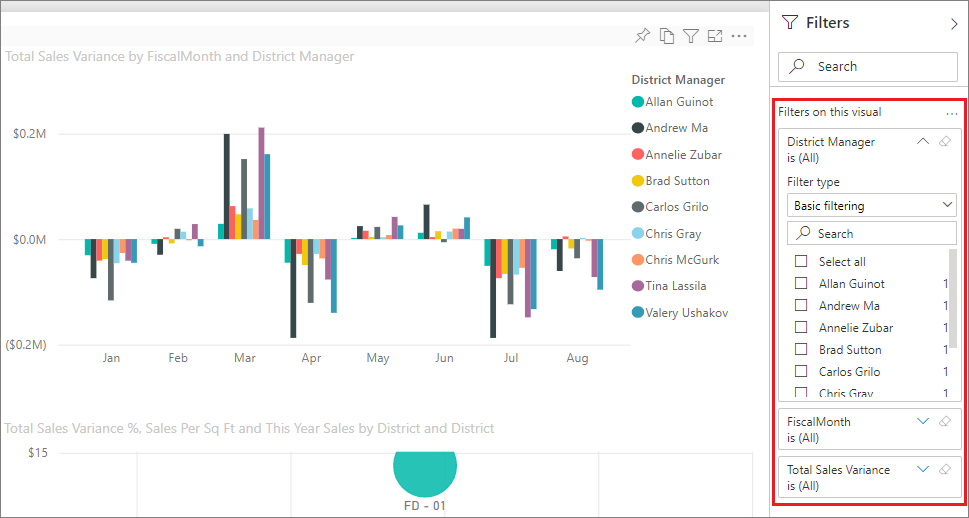 Filters
Total Sales Variance by FiscalMonth and District Manager
Search
District Manager
Allan Guinot
Andrew Ma
Annelie Zubar
Brad Sutton
Carlos Grilo
Chris Gray
Chris McGurk
Tina Lassila
Valery Ushakov
$0.2M
$0.0M
($0.2M)
Jan Feb Mar Apr May Jun Jul Aug
Filters on this visual
District Manager
is (All)
Filter type
Basic filtering
Search
Select all
Allan Guinot 1
Andrew Ma 1
Annelie Zubar 1
Brad Sutton 1
Carlos Grilo 1
Chris Gray 1
FiscalMonth
is (All)
Total Sales Variance
is (All)
Total Sales Variance %, Sales Per Sq Ft and This Year Sales by District and District
$15
FD - 01